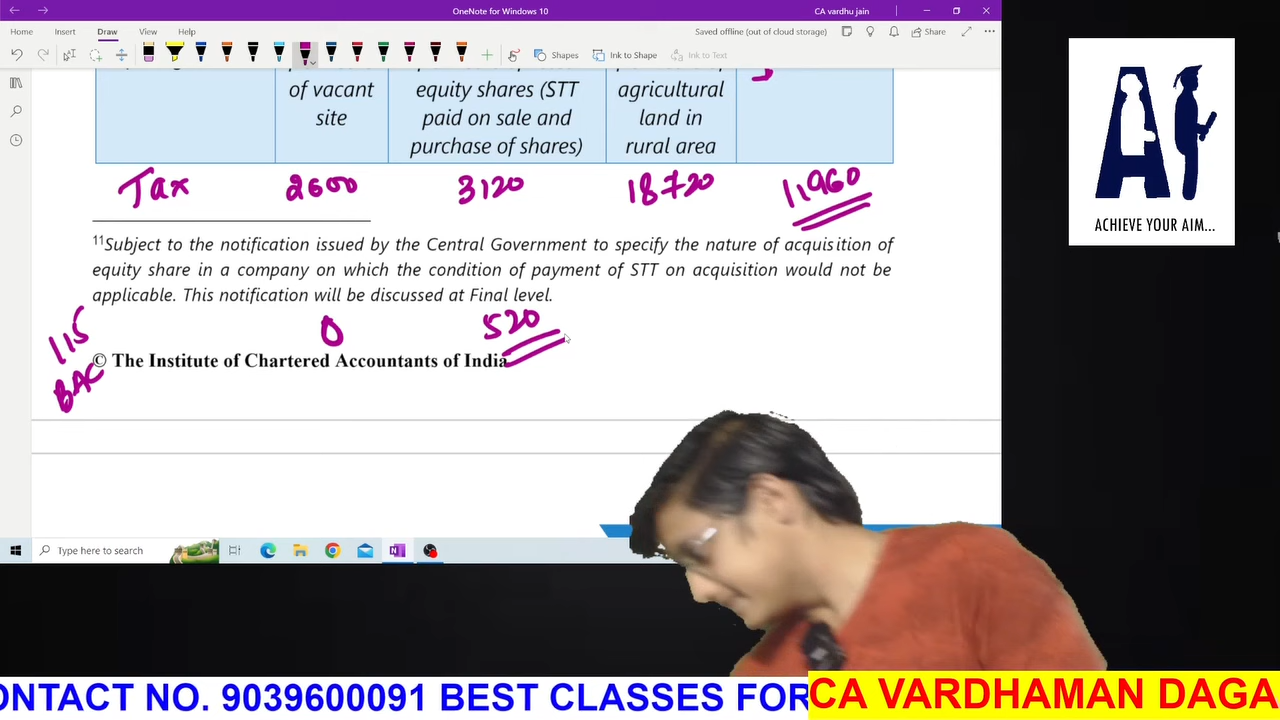 OneNote for Windows 10
CA vardhu jain
Home Insert Draw View Help
Saved offline (out of cloud storage)
Share
Shapes
Ink to Shape
Ink to Text
of vacant
site
equity shares (STT
paid on sale and
purchase of shares)
agricultural
land in
rural area
Tax 2600 3120 18720 11960
11Subject to the notification issued by the Central Government to specify the nature of acquisition of
equity share in a company on which the condition of payment of STT on acquisition would not be
applicable. This notification will be discussed at Final level.
115
BAC
0 520
© The Institute of Chartered Accountants of India
Type here to search
ACHIEVE YOUR AIM...
ONTACT NO. 9039600091 BEST CLASSES FOR
CA VARDHAMAN DAGA